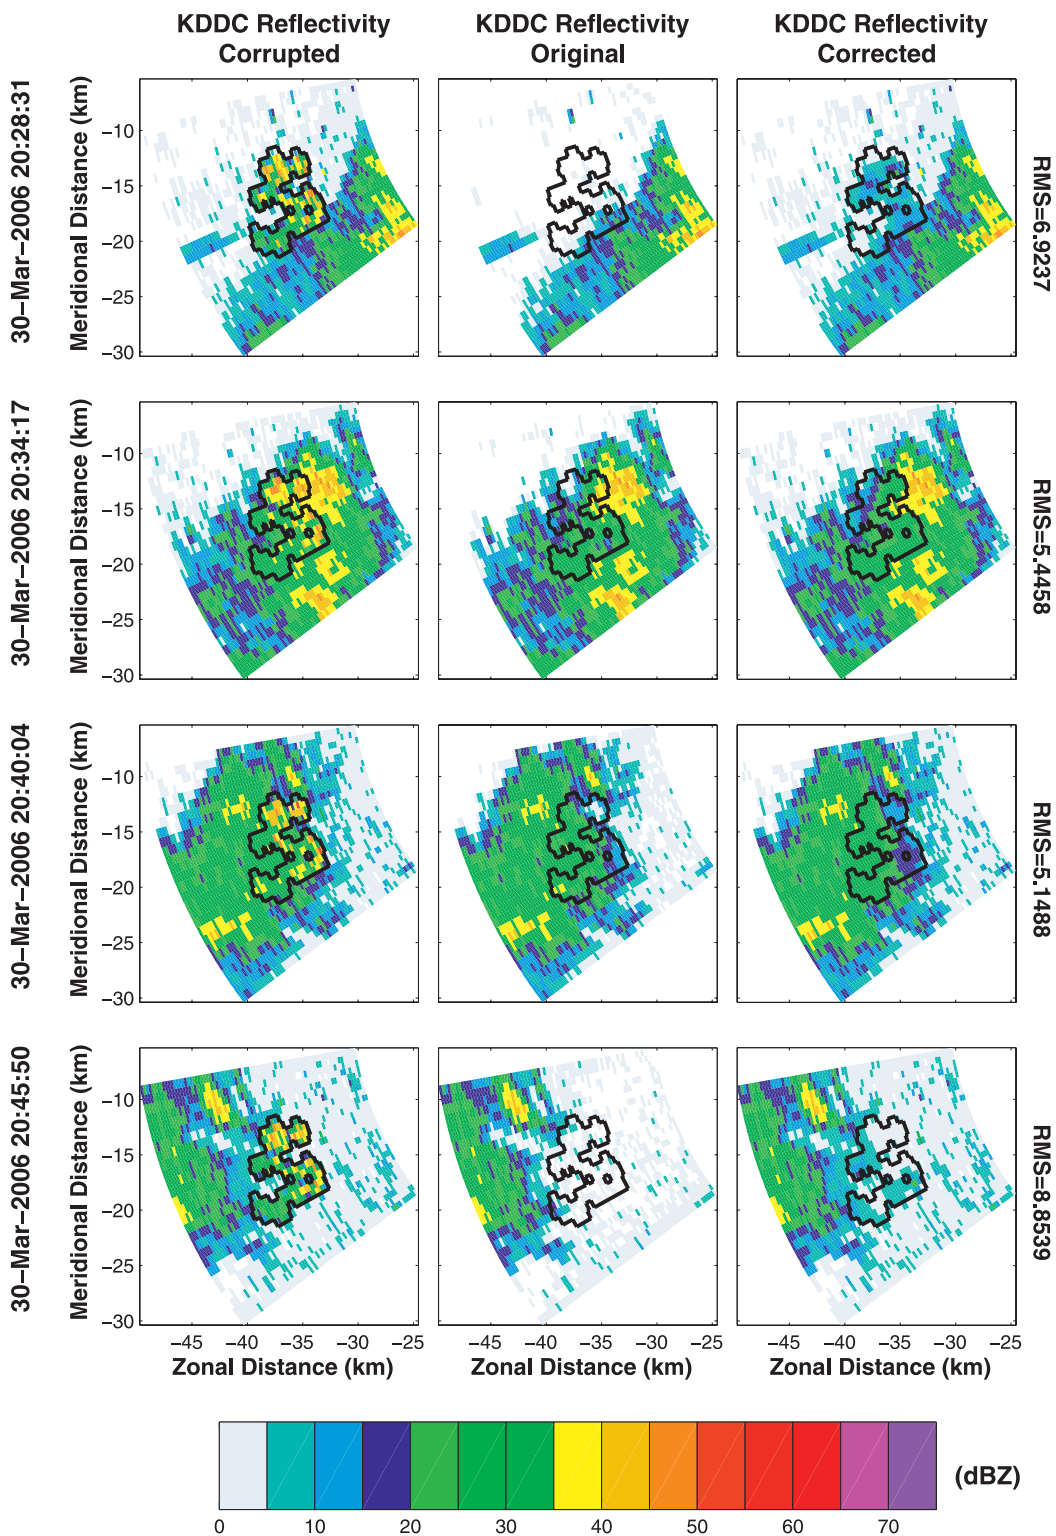 KDDC Reflectivity Corrupted
KDDC Reflectivity Original
KDDC Reflectivity Corrected
30-Mar-2006 20:28:31
Meridional Distance (km)
-10
-15
-20
-25
-30
RMS=6.9237
30-Mar-2006 20:34:17
Meridional Distance (km)
-10
-15
-20
-25
-30
RMS=5.4458
30-Mar-2006 20:40:04
Meridional Distance (km)
-10
-15
-20
-25
-30
RMS=5.1488
30-Mar-2006 20:45:50
Meridional Distance (km)
-10
-15
-20
-25
-30
RMS=8.8539
-45 -40 -35 -30 -25
-45 -40 -35 -30 -25
-45 -40 -35 -30 -25
Zonal Distance (km)
Zonal Distance (km)
Zonal Distance (km)
(dBZ)
0 10 20 30 40 50 60 70